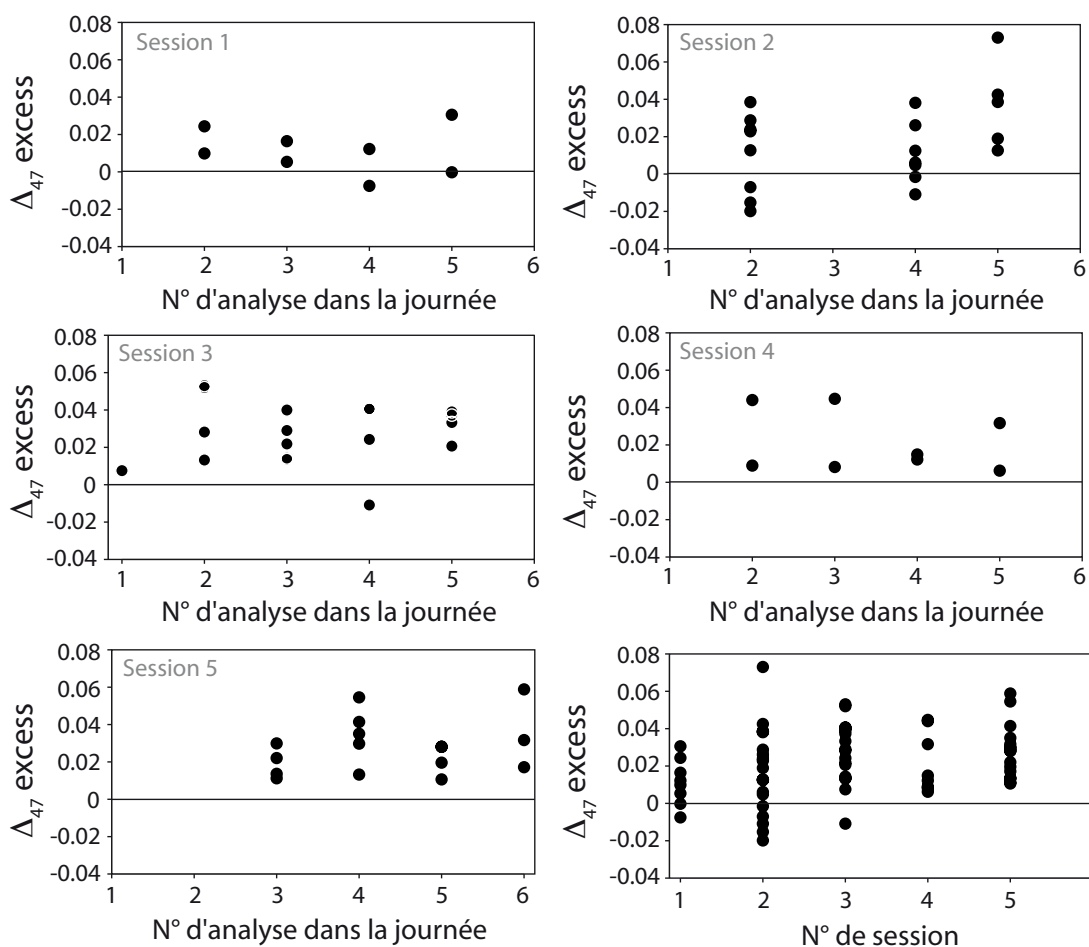 Session 1
0.08
0.06
0.04
0.02
0
-0.02
-0.04
Δ47 excess
1 2 3 4 5 6
N° d'analyse dans la journée
Session 2
0.08
0.06
0.04
0.02
0
-0.02
-0.04
Δ47 excess
1 2 3 4 5 6
N° d'analyse dans la journée
Session 3
0.08
0.06
0.04
0.02
0
-0.02
-0.04
Δ47 excess
1 2 3 4 5 6
N° d'analyse dans la journée
Session 4
0.08
0.06
0.04
0.02
0
-0.02
-0.04
Δ47 excess
1 2 3 4 5 6
N° d'analyse dans la journée
Session 5
0.08
0.06
0.04
0.02
0
-0.02
-0.04
Δ47 excess
1 2 3 4 5 6
N° d'analyse dans la journée
0.08
0.06
0.04
0.02
0
-0.02
-0.04
Δ47 excess
1 2 3 4 5
N° de session